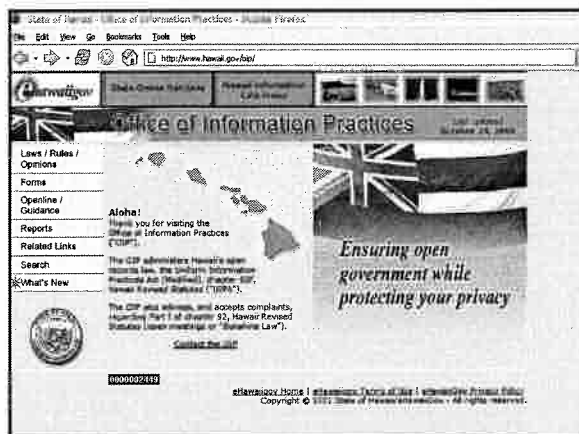 State of Hawaii - Office of Information Practices - Firefox
File Edit View Go Bookmarks Tools Help
http://www.hawaii.gov/oip/
eHawaiigov
State Online Services
Office of Information Practices
Laws / Rules /
Opinions
Forms
Openline /
Guidance
Reports
Related Links
Search
What's New
Aloha!
Thank you for visiting the
Office of Information Practices
("OIP").
The OIP administers Hawaii's open
records law, the Uniform Information
Practices Act (Modified), chapter 92F,
Hawaii Revised Statutes ("UIPA").
The OIP also advises, and accepts complaints,
regarding Part I of chapter 92, Hawaii Revised
Statutes (open meetings or "Sunshine Law").
Contact the OIP
Ensuring open
government while
protecting your privacy
0000002449
eHawaiigov Home | eHawaiigov Terms of Use | eHawaiiGov Privacy Policy
Copyright © State of Hawaii/eHawaiiGov - All rights reserved.